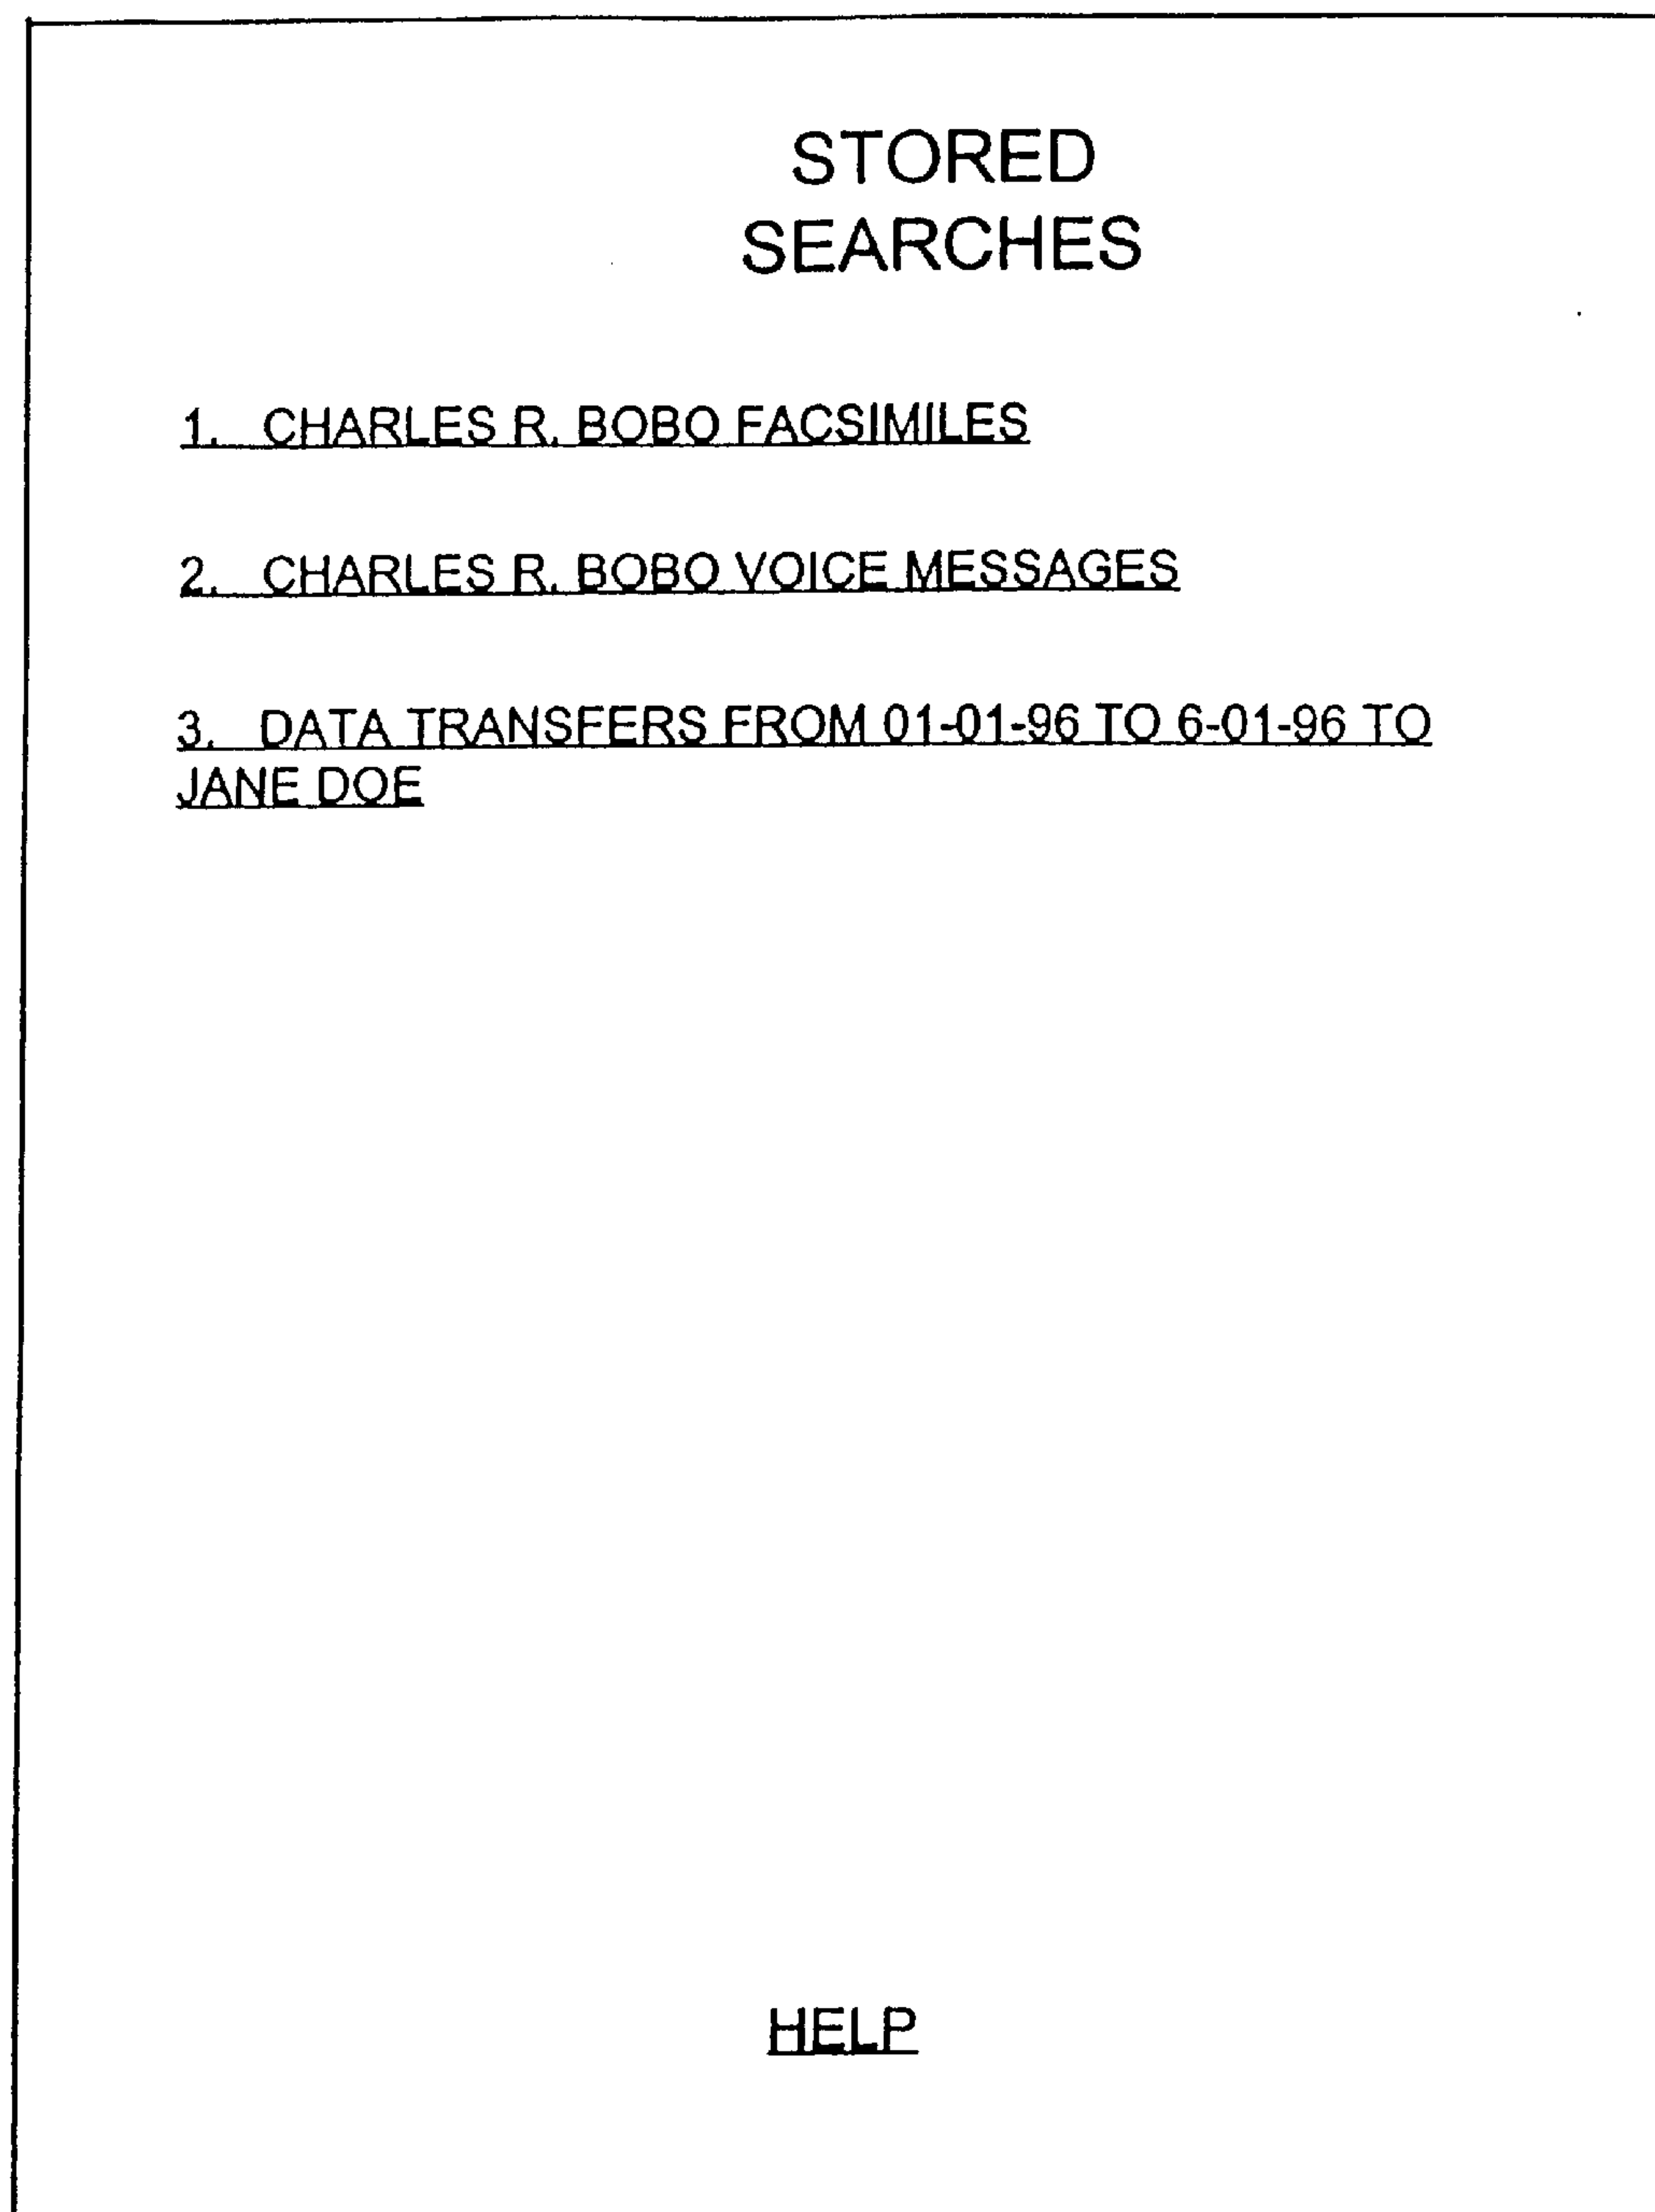 STORED
SEARCHES
1. CHARLES R. BOBO FACSIMILES
2. CHARLES R. BOBO VOICE MESSAGES
3. DATA TRANSFERS FROM 01-01-96 TO 6-01-96 TO
JANE DOE
HELP